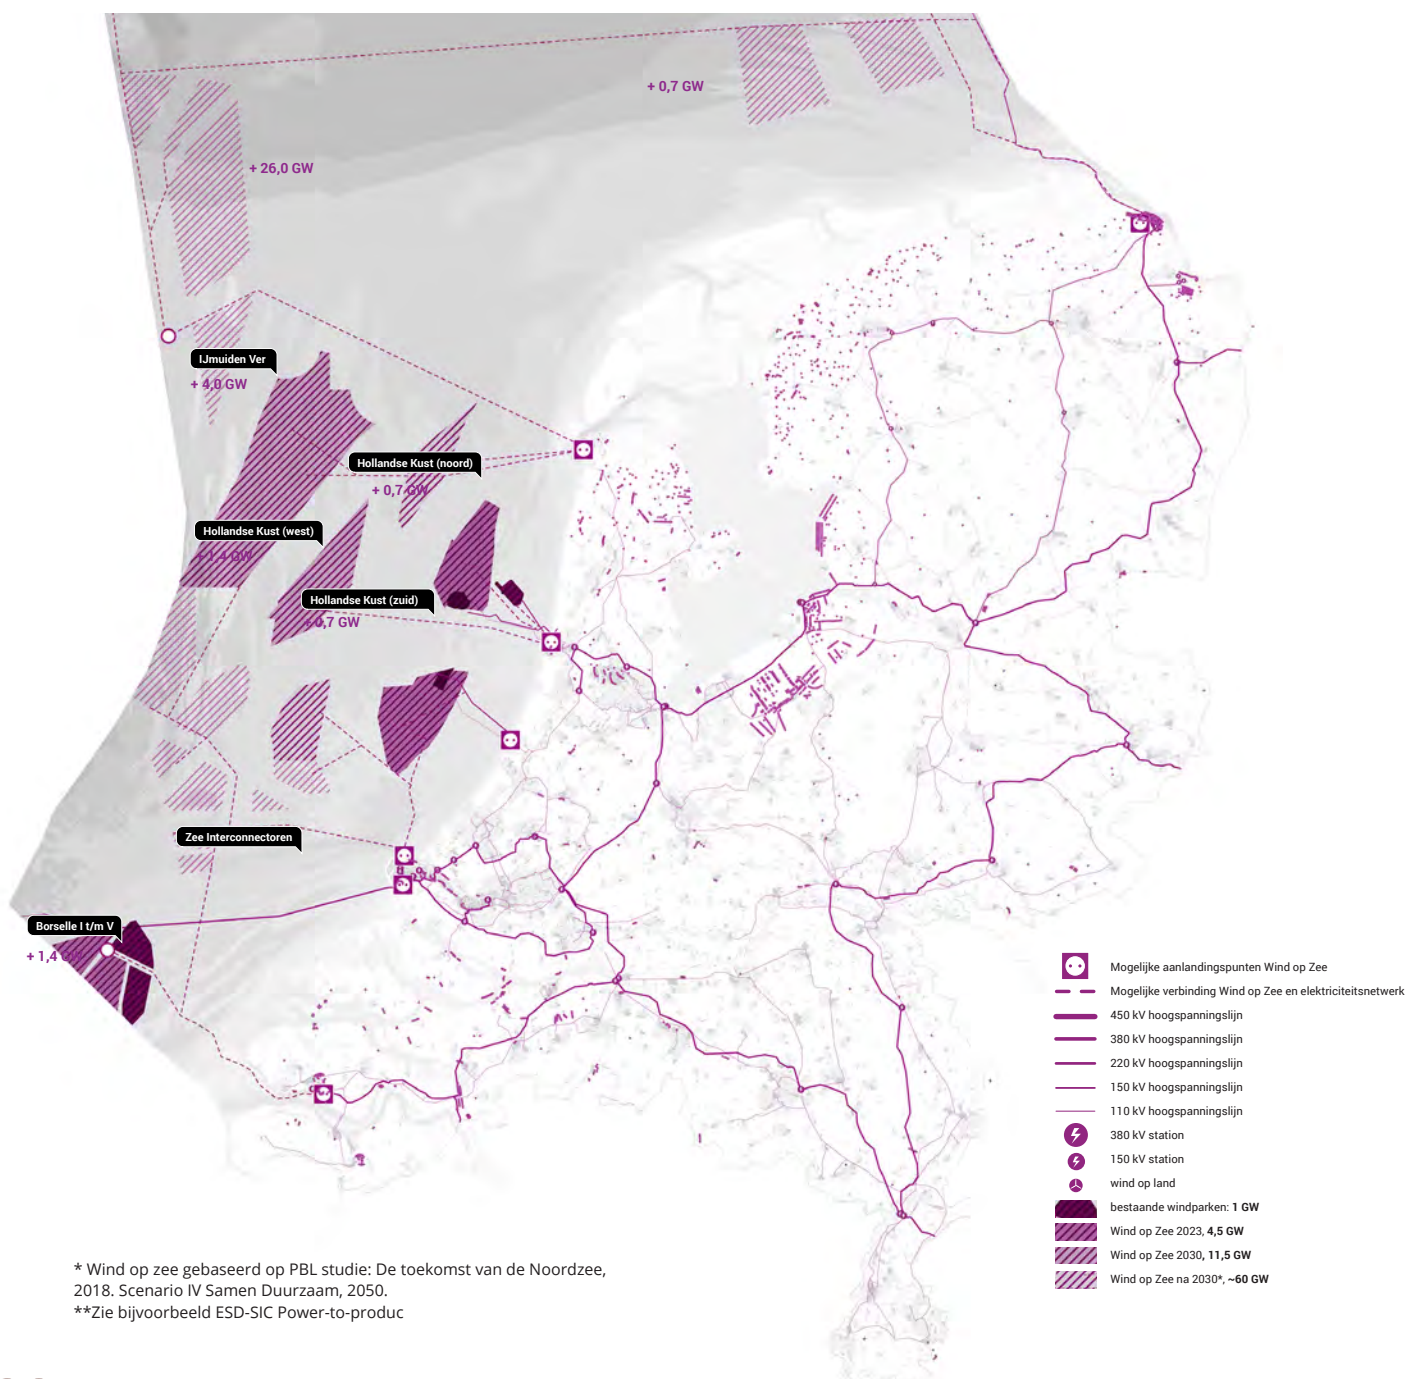 + 0,7 GW
+ 26,0 GW
IJmuiden Ver
+ 4,0 GW
Hollandse Kust (noord)
+ 0,7 GW
Hollandse Kust (west)
+ 1,4 GW
Hollandse Kust (zuid)
+ 0,7 GW
Zee Interconnectoren
Borselle I t/m V
+ 1,4 GW
Mogelijke aanlandingspunten Wind op Zee
Mogelijke verbinding Wind op Zee en elektriciteitsnetwerk
450 kV hoogspanningslijn
380 kV hoogspanningslijn
220 kV hoogspanningslijn
150 kV hoogspanningslijn
110 kV hoogspanningslijn
380 kV station
150 kV station
wind op land
bestaande windparken: 1 GW
Wind op Zee 2023, 4,5 GW
Wind op Zee 2030, 11,5 GW
Wind op Zee na 2030*, ~60 GW
* Wind op zee gebaseerd op PBL studie: De toekomst van de Noordzee,
2018. Scenario IV Samen Duurzaam, 2050.
**Zie bijvoorbeeld ESD-SIC Power-to-produc